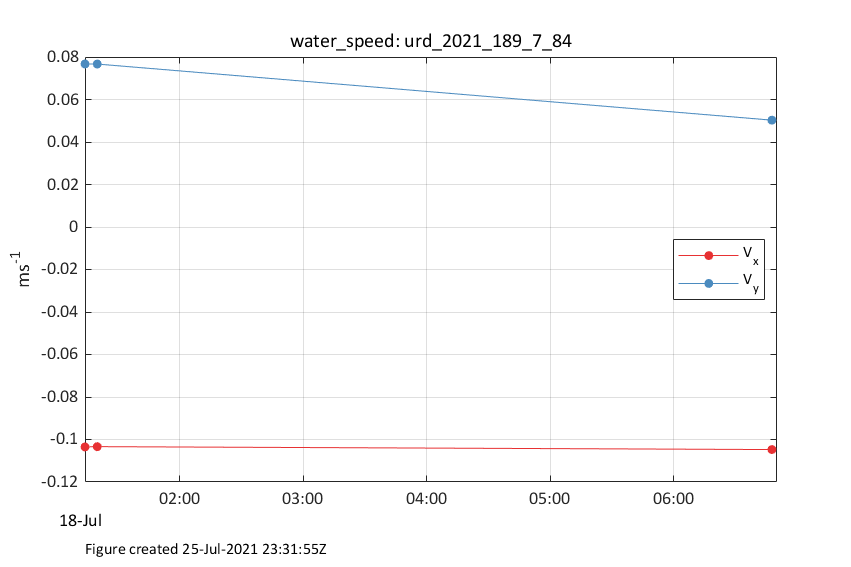 water_speed: urd_2021_189_7_84
0.08
0.06
0.04
0.02
0
-0.02
-0.04
-0.06
-0.08
-0.1
-0.12
ms-1
Vx
Vy
02:00 03:00 04:00 05:00 06:00
18-Jul
Figure created 25-Jul-2021 23:31:55Z